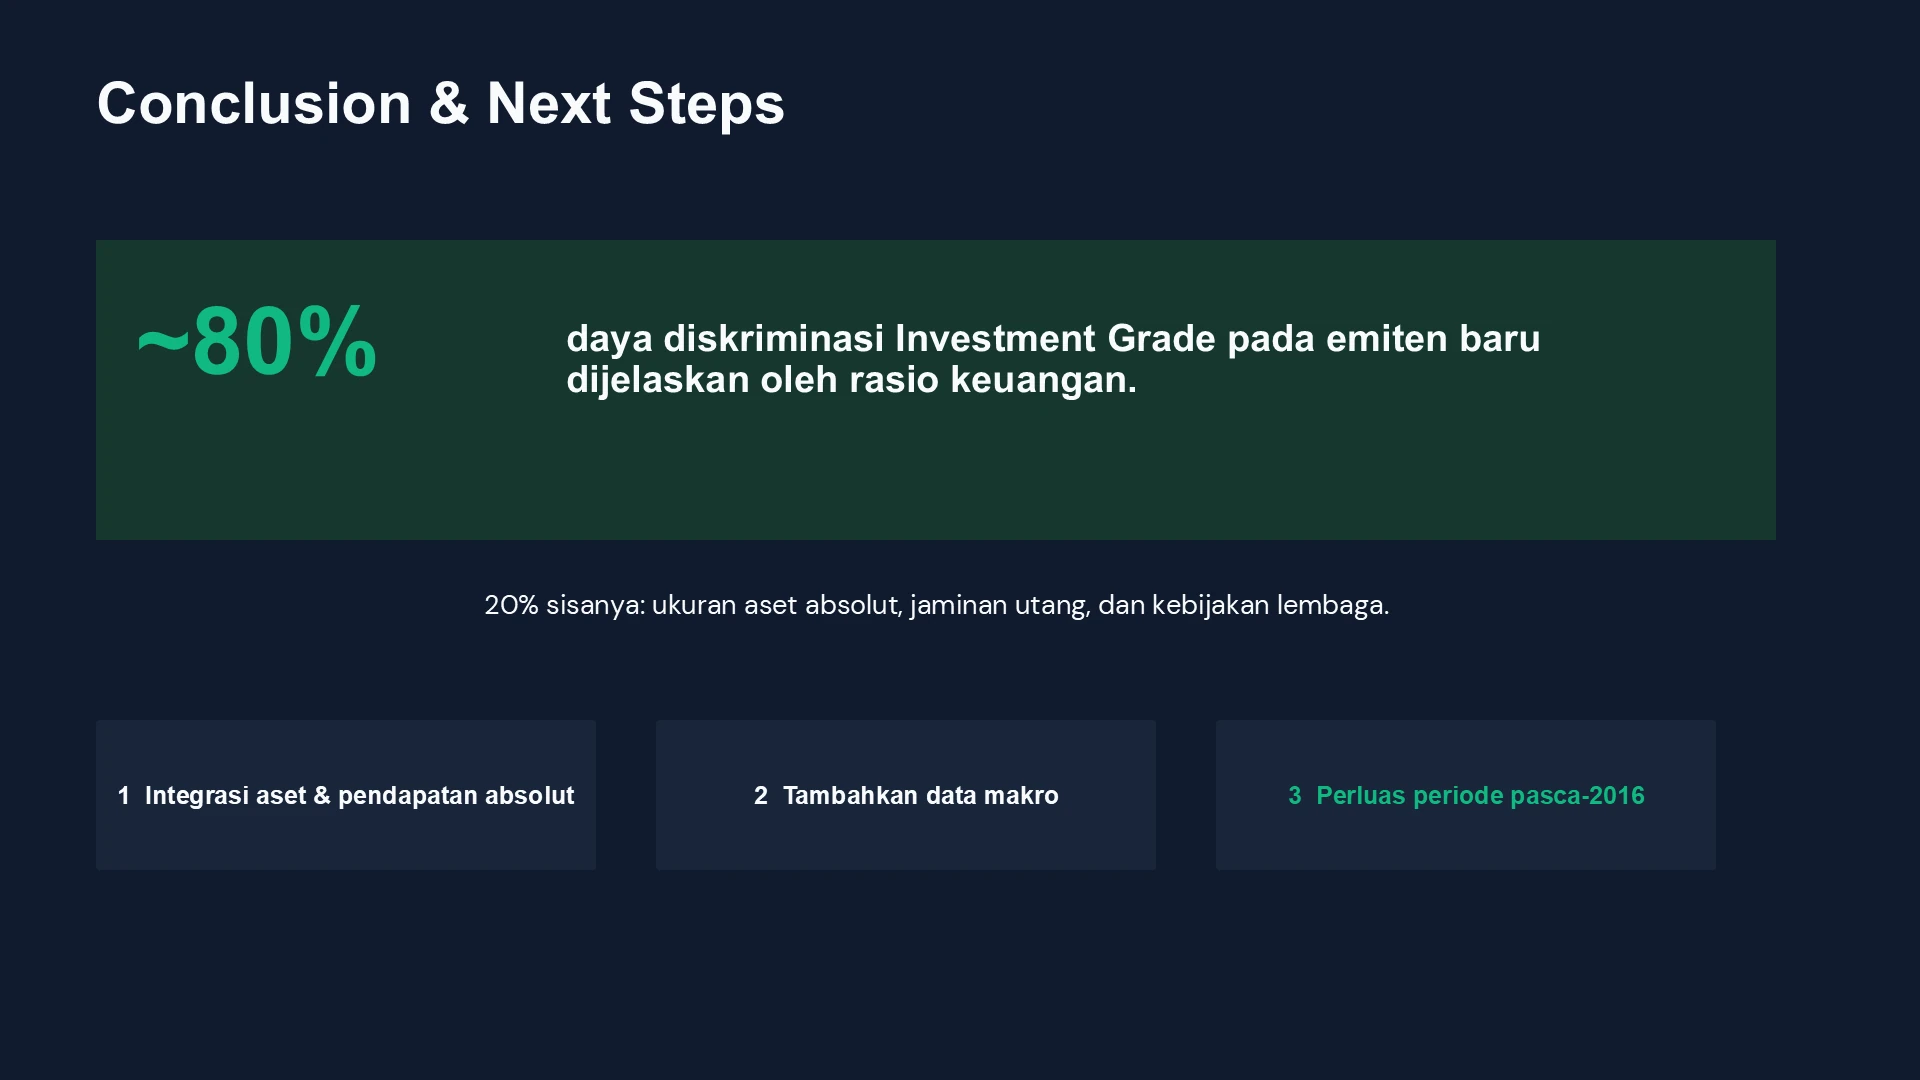 Conclusion & Next Steps
~80%
daya diskriminasi Investment Grade pada emiten baru
dijelaskan oleh rasio keuangan.
20% sisanya: ukuran aset absolut, jaminan utang, dan kebijakan lembaga.
1 Integrasi aset & pendapatan absolut
2 Tambahkan data makro
3 Perluas periode pasca-2016